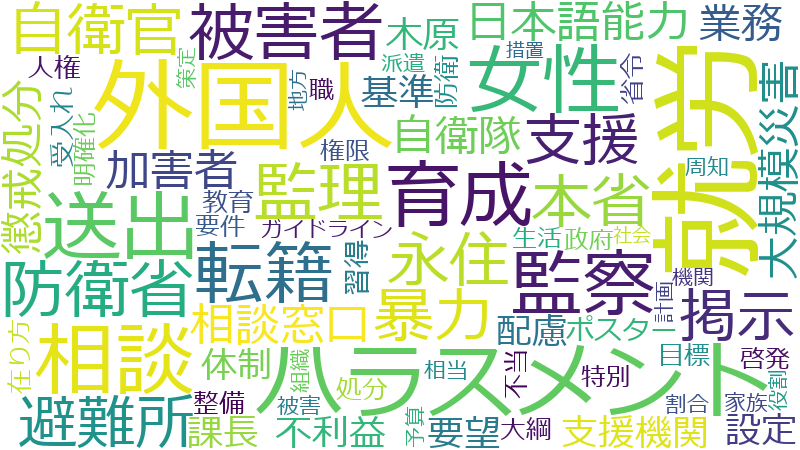 自衛官
被害者
木原
日本語能力
業務
措置
派遣
人権
策定
外国人
地方
職
基準
防衛
女性
省令
就労
大規模災害
懲戒処分
受入れ
明確化
加害者
権限
自衛隊
支援
周知
監理
育成
本省
教育
要件
ガイドライン
送出
転籍
習得
永住
生活
政府
社会
監察
機関
防衛省
相談
相談窓口
暴力
配慮
ポスター
計画
掲示
在り方
体制
組織
ハラスメント
処分
相当
不当
特別
目標
啓発
役割
避難所
整備
被害
課長
不利益
予算
要望
大綱
支援機関
割合
家族
設定